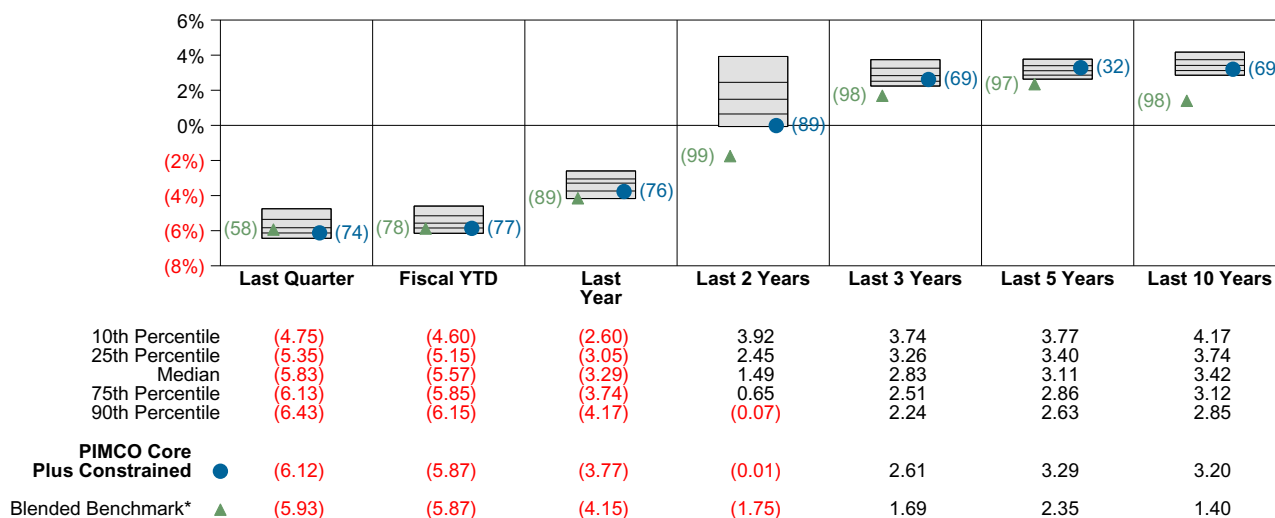 6%
4%
2%
0%
(2%)
(4%)
(6%)
(8%)
(58) (74) (78) (77) (89) (76) (99) (89) (98) (69) (97) (32) (98) (69
Last Quarter Fiscal YTD Last Last 2 Years Last 3 Years Last 5 Years Last 10 Years
Year
10th Percentile (4.75) (4.60) (2.60) 3.92 3.74 3.77 4.17
25th Percentile (5.35) (5.15) (3.05) 2.45 3.26 3.40 3.74
Median (5.83) (5.57) (3.29) 1.49 2.83 3.11 3.42
75th Percentile (6.13) (5.85) (3.74) 0.65 2.51 2.86 3.12
90th Percentile (6.43) (6.15) (4.17) (0.07) 2.24 2.63 2.85
PIMCO Core
Plus Constrained (6.12) (5.87) (3.77) (0.01) 2.61 3.29 3.20
Blended Benchmark* (5.93) (5.87) (4.15) (1.75) 1.69 2.35 1.40